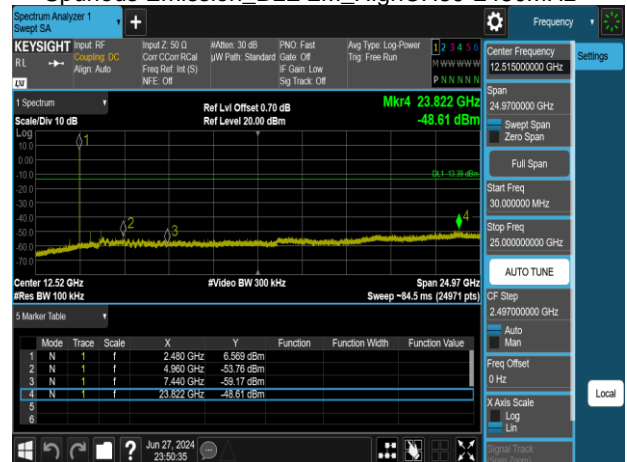 Spectrum Analyzer 1
Swept SA
Frequency
KEYSIGHT
RL
LXI
Input: RF
Coupling: DC
Align: Auto
Input Z: 50 Ω
Corr CCorr RCal
Freq Ref: Int (S)
NFE: Off
#Atten: 30 dB
µW Path: Standard
PNO: Fast
Gate: Off
IF Gain: Low
Sig Track: Off
Avg Type: Log-Power
Trig: Free Run
1 2 3 4 5 6
M W W W W W
P N N N N N
1 Spectrum
Scale/Div 10 dB
Ref Lvl Offset 0.70 dB
Ref Level 20.00 dBm
Mkr4 23.822 GHz
-48.61 dBm
Log
10.0
0.00
-10.0
-20.0
-30.0
-40.0
-50.0
-60.0
-70.0
1
2
3
4
DL1 -13.39 dBm
Center 12.52 GHz
#Res BW 100 kHz
#Video BW 300 kHz
Span 24.97 GHz
Sweep ~84.5 ms (24971 pts)
5 Marker Table
Mode Trace Scale X Y Function Function Width Function Value
1 N 1 f 2.480 GHz 6.569 dBm
2 N 1 f 4.960 GHz -53.76 dBm
3 N 1 f 7.440 GHz -59.17 dBm
4 N 1 f 23.822 GHz -48.61 dBm
5
6
Jun 27, 2024
23:50:35
Center Frequency
12.515000000 GHz
Span
24.9700000 GHz
Swept Span
Zero Span
Full Span
Start Freq
30.000000 MHz
Stop Freq
25.000000000 GHz
AUTO TUNE
CF Step
2.497000000 GHz
Auto
Man
Freq Offset
0 Hz
X Axis Scale
Log
Lin
Signal Track
(Span Zoom)
Settings
Local